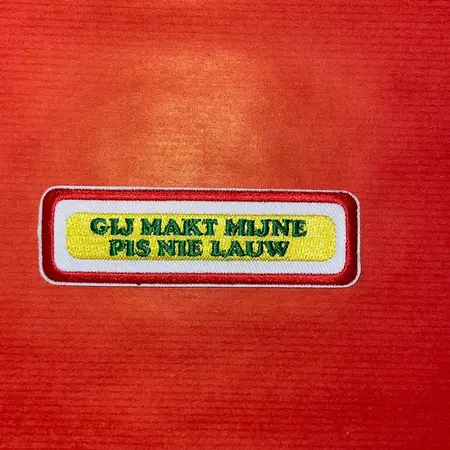 GIJ MAKT MIJNE
PIS NIE LAUW